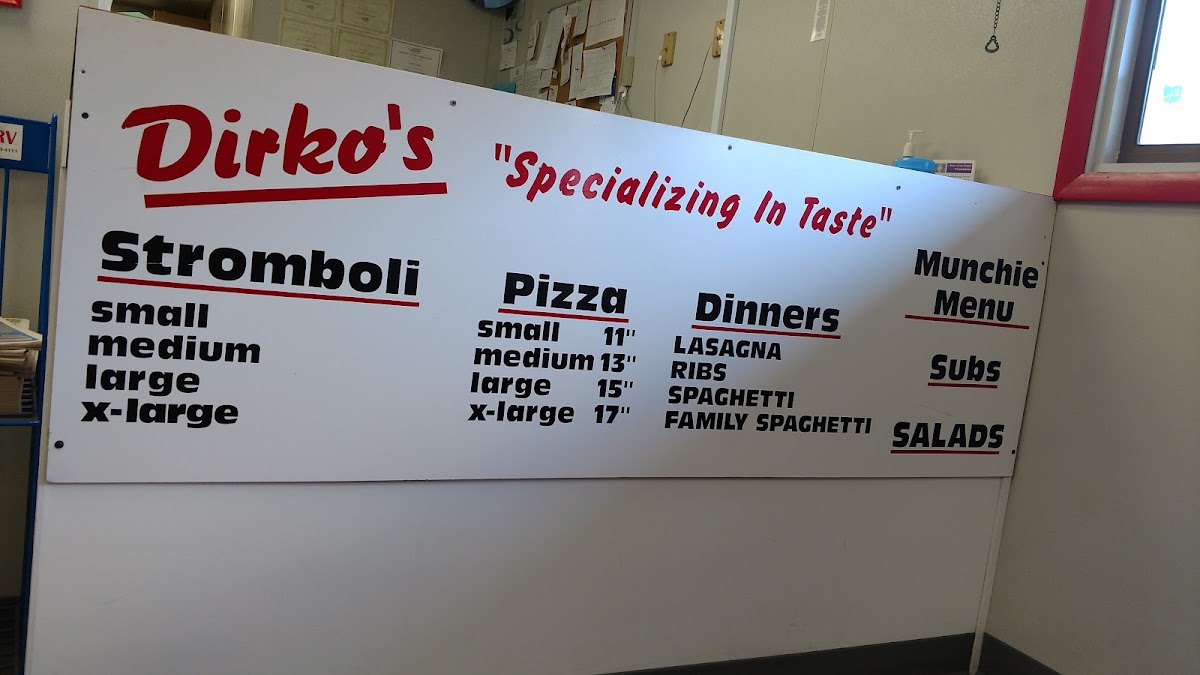 Dirko's
"Specializing In Taste"
Stromboli
small
medium
large
x-large
Pizza
small 11"
medium 13"
large 15"
x-large 17"
Dinners
LASAGNA
RIBS
SPAGHETTI
FAMILY SPAGHETTI
Munchie
Menu
Subs
SALADS
RV